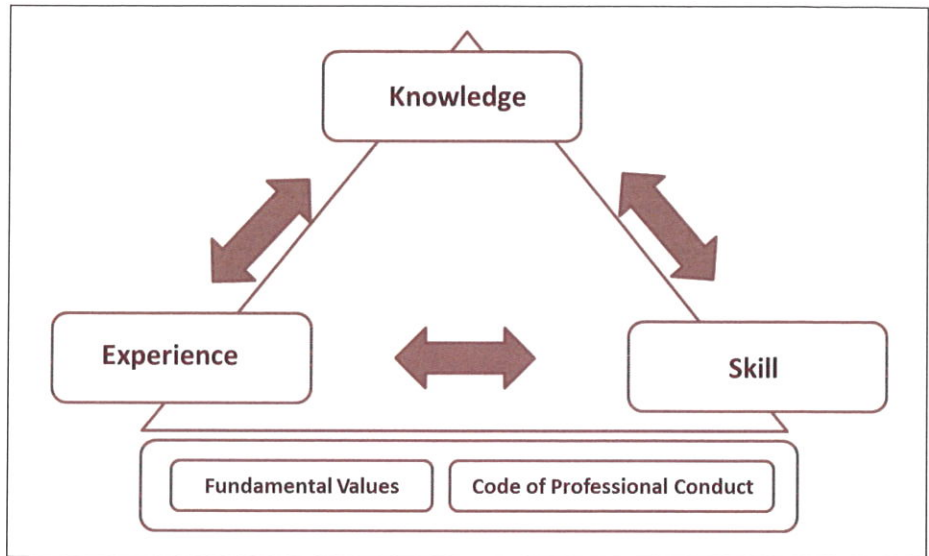 Knowledge
Experience
Skill
Fundamental Values
Code of Professional Conduct